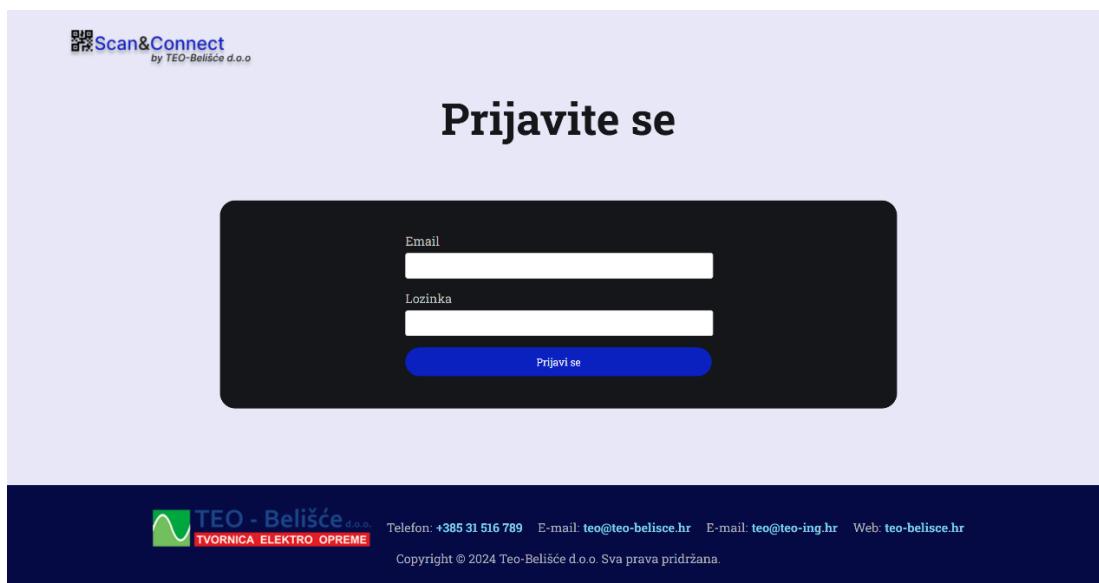 Scan&Connect
by TEO-Belišće d.o.o
Prijavite se
Email
Lozinka
Prijavi se
TEO - Belišće d.o.o.
TVORNICA ELEKTRO OPREME
Telefon: +385 31 516 789 E-mail: teo@teo-belisce.hr E-mail: teo@teo-ing.hr Web: teo-belisce.hr
Copyright © 2024 Teo-Belišće d.o.o. Sva prava pridržana.